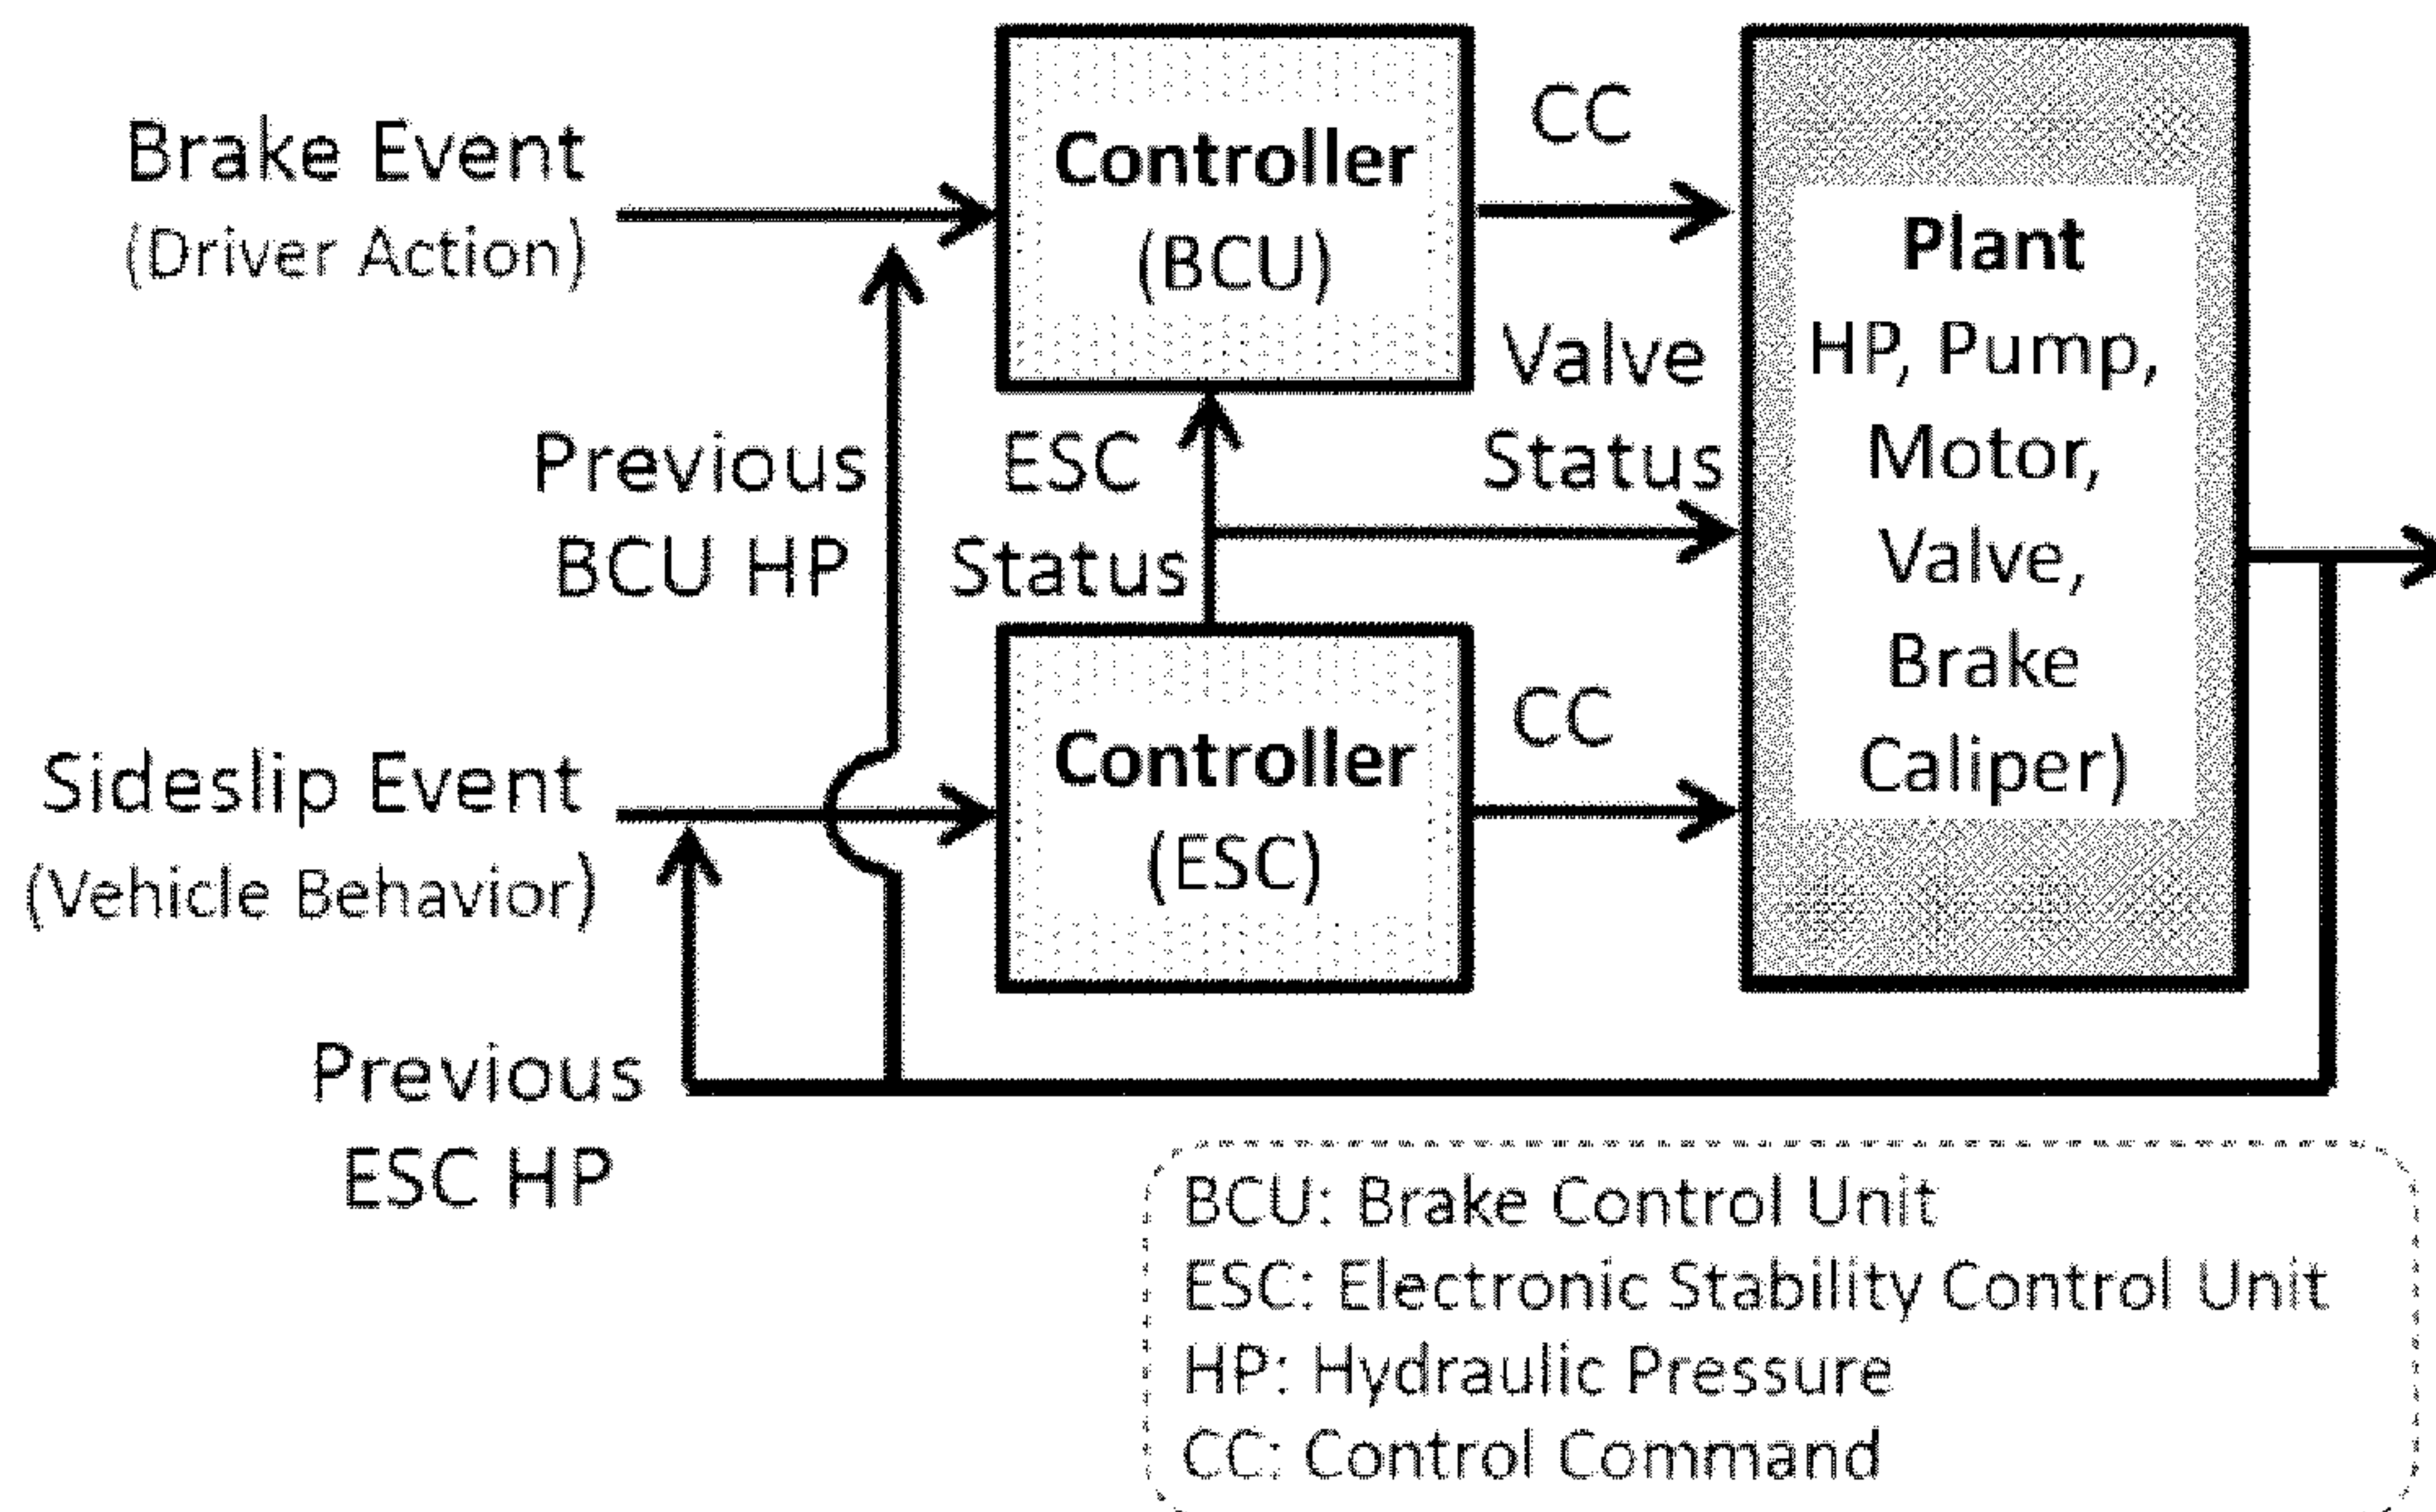 Brake Event
(Driver Action)
Controller
(BCU)
CC
Valve
Status
Plant
HP, Pump,
Motor,
Valve,
Brake
Caliper)
Previous
BCU HP
ESC
Status
Sideslip Event
(Vehicle Behavior)
Controller
(ESC)
CC
Previous
ESC HP
BCU: Brake Control Unit
ESC: Electronic Stability Control Unit
HP: Hydraulic Pressure
CC: Control Command